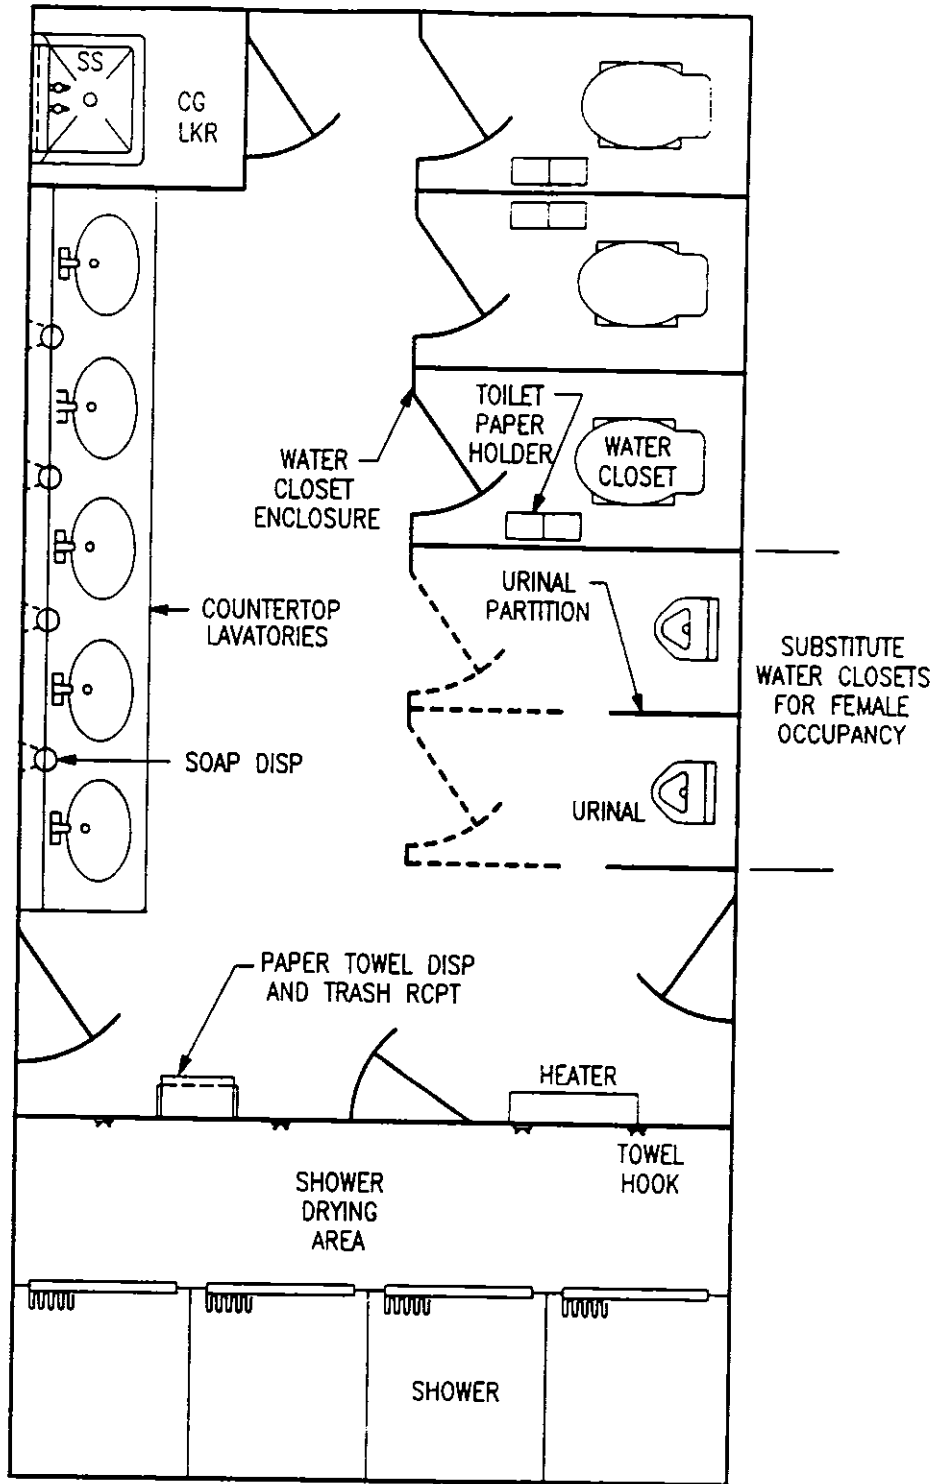 SS
CG
LKR
TOILET
PAPER
HOLDER
WATER
CLOSET
WATER
CLOSET
ENCLOSURE
URINAL
PARTITION
COUNTERTOP
LAVATORIES
SUBSTITUTE
WATER CLOSETS
FOR FEMALE
OCCUPANCY
SOAP DISP
URINAL
PAPER TOWEL DISP
AND TRASH RCPT
HEATER
TOWEL
HOOK
SHOWER
DRYING
AREA
SHOWER